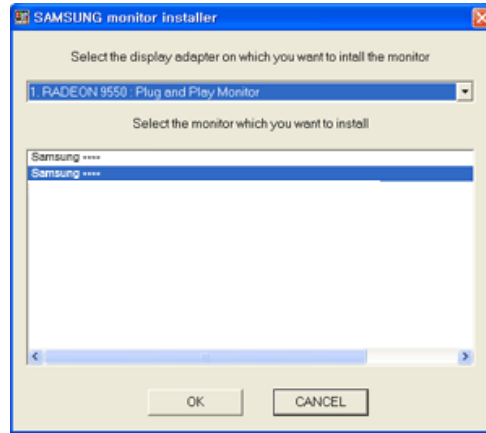 SAMSUNG monitor installer
Select the display adapter on which you want to intall the monitor
1. RADEON 9550 : Plug and Play Monitor
Select the monitor which you want to install
Samsung ****
Samsung ****
OK
CANCEL